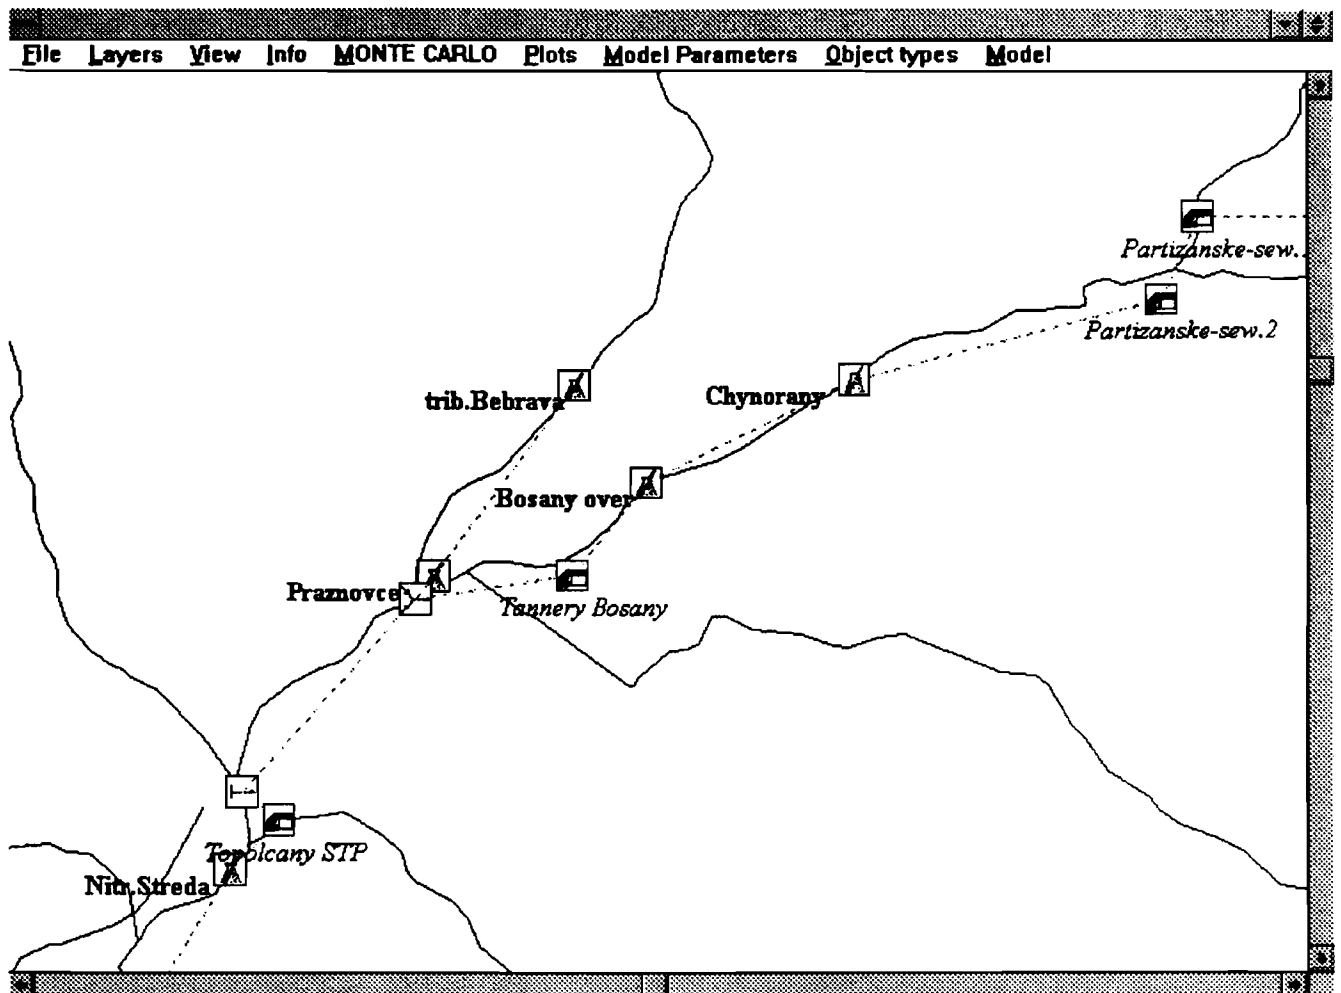 File Layers View Info MONTE CARLO Plots Model Parameters Object types Model
Partizanske-sew.
Partizanske-sew.2
trib.Bebrava
Chynorany
Bosany over
Praznovce
Tannery Bosany
Topolcany STP
Nitr.Streda